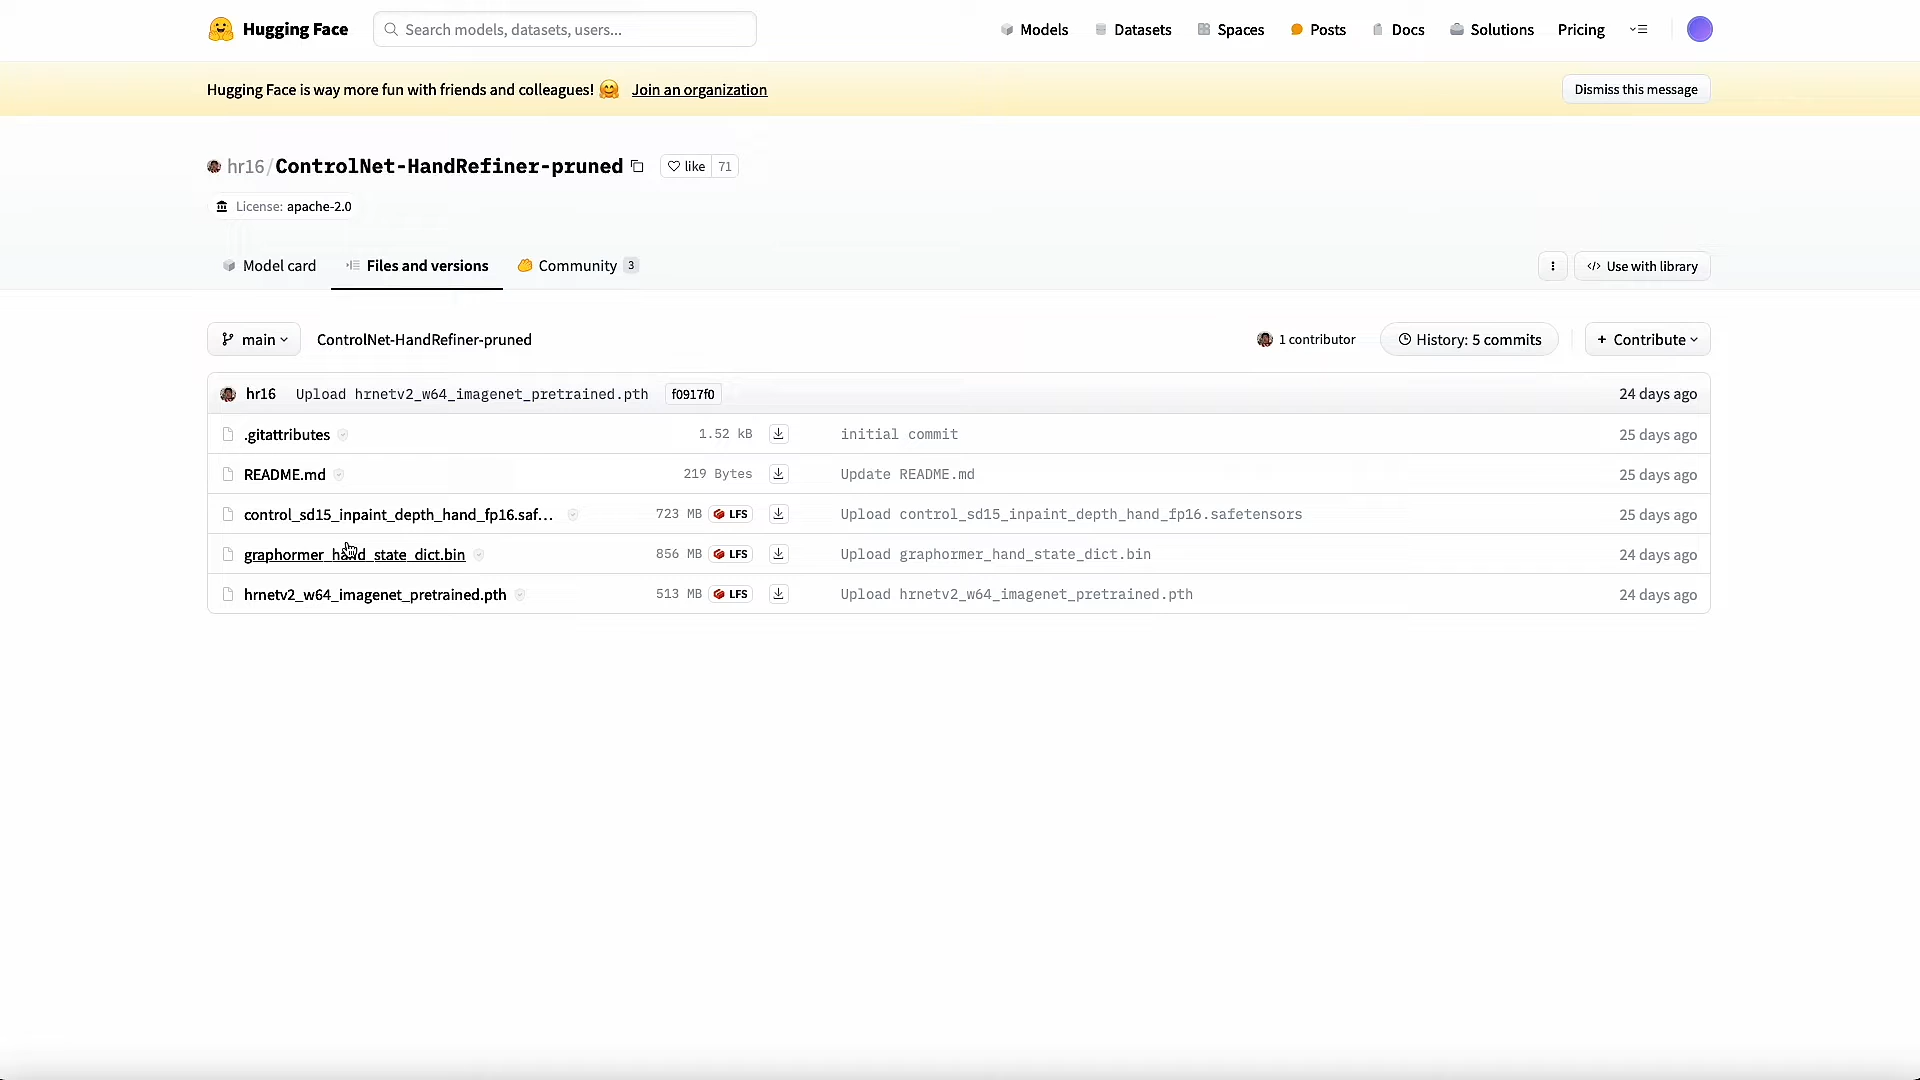 Hugging Face
Search models, datasets, users...
Models
Datasets
Spaces
Posts
Docs
Solutions
Pricing
Hugging Face is way more fun with friends and colleagues! 🤗 Join an organization
Dismiss this message
hr16/ControlNet-HandRefiner-pruned
like 71
License: apache-2.0
Model card
Files and versions
Community 3
Use with library
main
ControlNet-HandRefiner-pruned
1 contributor
History: 5 commits
+ Contribute
hr16 Upload hrnetv2_w64_imagenet_pretrained.pth f0917f0 24 days ago
.gitattributes 1.52 kB initial commit 25 days ago
README.md 219 Bytes Update README.md 25 days ago
control_sd15_inpaint_depth_hand_fp16.saf... 723 MB LFS Upload control_sd15_inpaint_depth_hand_fp16.safetensors 25 days ago
graphormer_hand_state_dict.bin 856 MB LFS Upload graphormer_hand_state_dict.bin 24 days ago
hrnetv2_w64_imagenet_pretrained.pth 513 MB LFS Upload hrnetv2_w64_imagenet_pretrained.pth 24 days ago